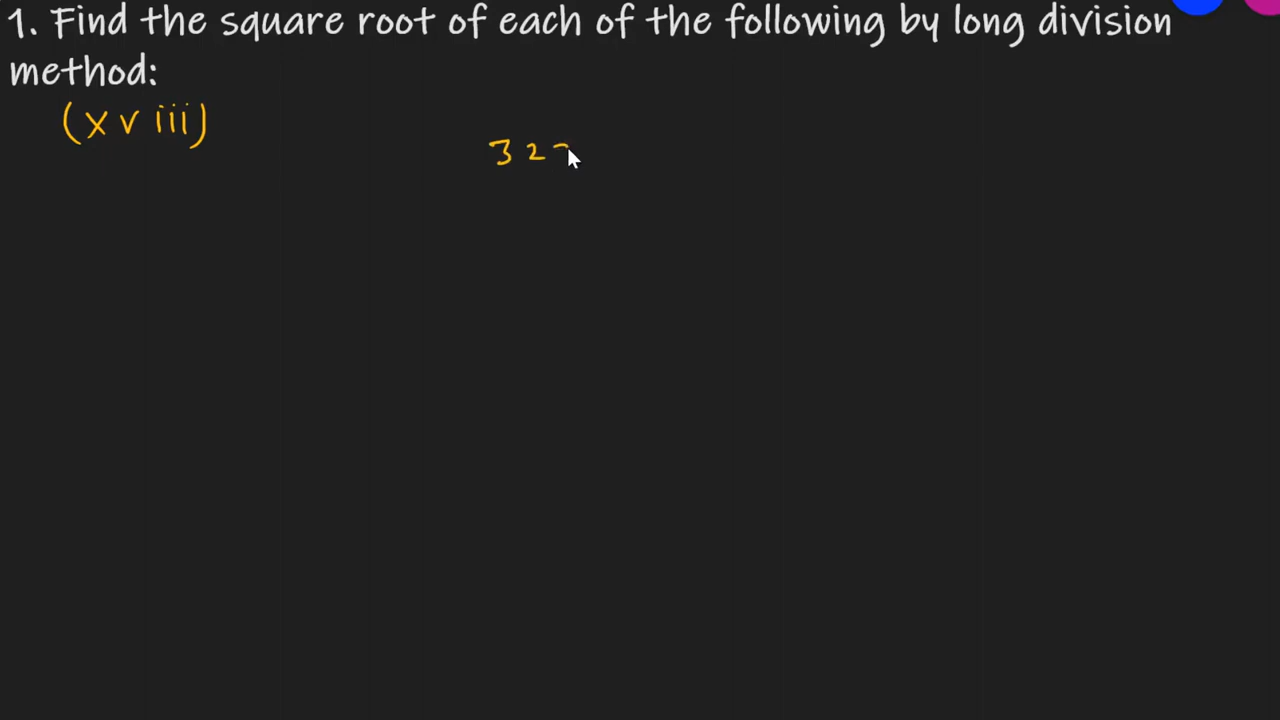 1. Find the square root of each of the following by long division
method:
(xviii)
32